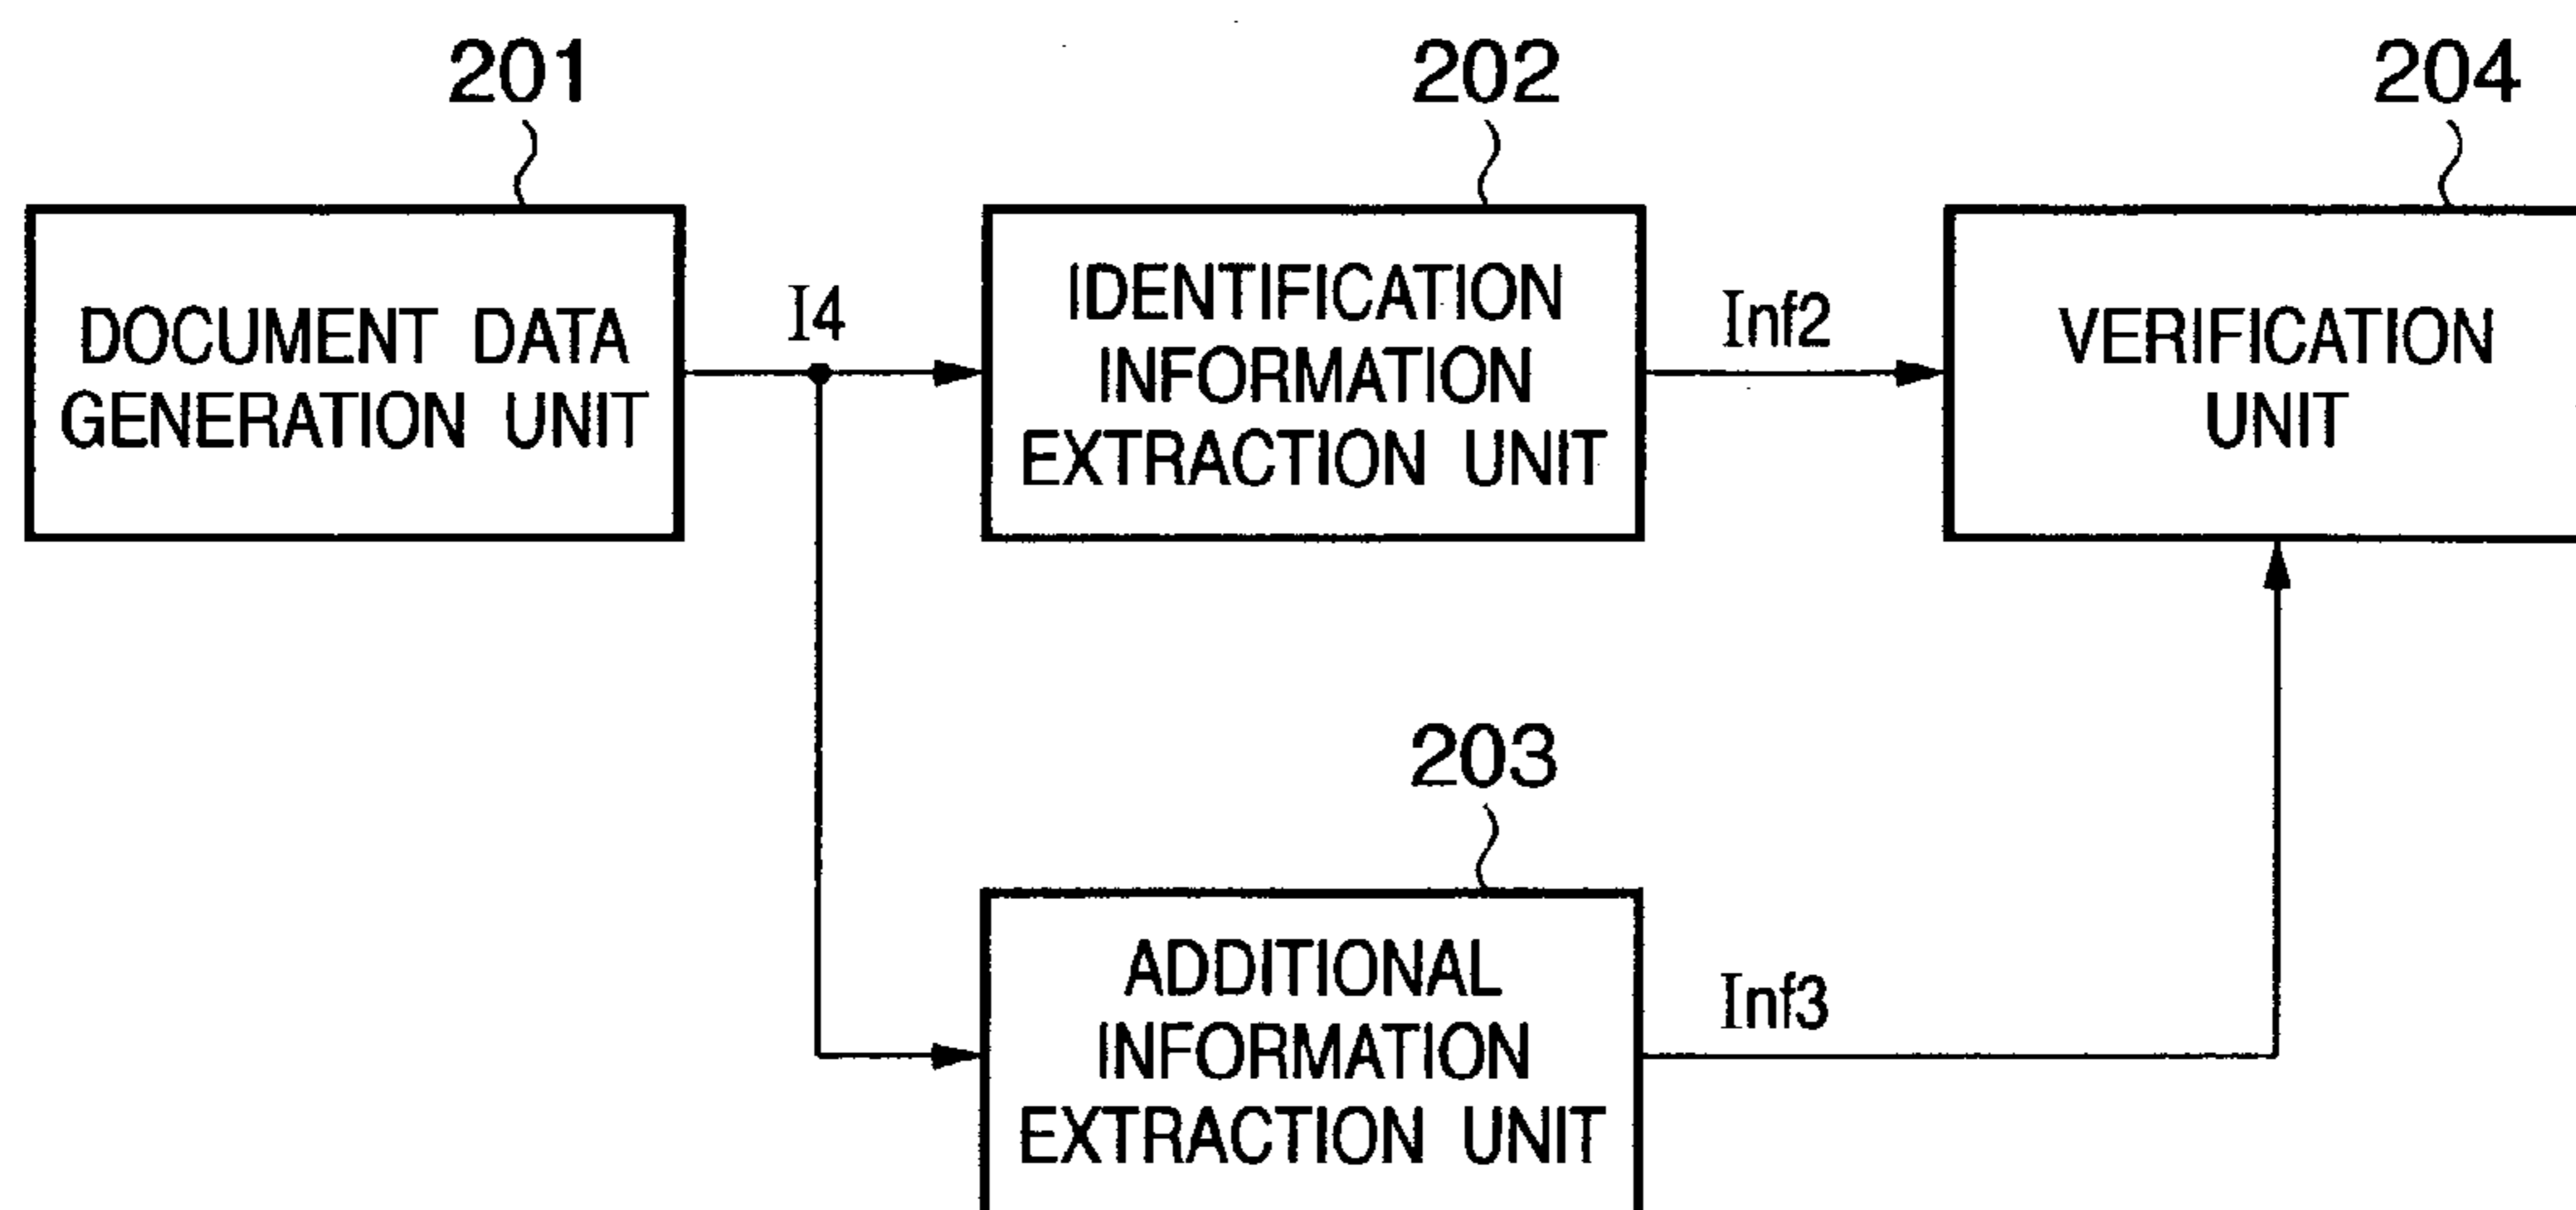 201
202
204
DOCUMENT DATA
GENERATION UNIT
I4
IDENTIFICATION
INFORMATION
EXTRACTION UNIT
Inf2
VERIFICATION
UNIT
203
ADDITIONAL
INFORMATION
EXTRACTION UNIT
Inf3